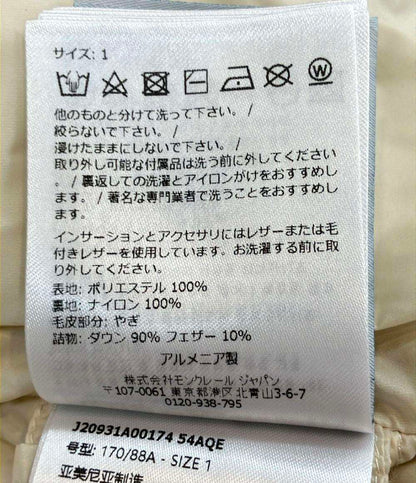 サイズ: 1
他のものと分けて洗って下さい。/
絞らないで下さい。/
浸けたままにしないで下さい。/
取り外し可能な付属品は洗う前に外してください
。/ 裏返しての洗濯とアイロンがけをおすすめし
ます。/ 著名な専門業者で洗うことをおすすめし
ます。
インサーションとアクセサリにはレザーまたは毛
付きレザーを使用しています。お洗濯する前に取
り外してください。
表地: ポリエステル 100%
裏地: ナイロン 100%
毛皮部分: やぎ
詰物: ダウン 90% フェザー 10%
アルメニア製
株式会社モンクレール ジャパン
〒107-0061 東京都港区 北青山3-6-7
0120-938-795
J20931A00174 54AQE
号型: 170/88A - SIZE 1
亚美尼亚制造